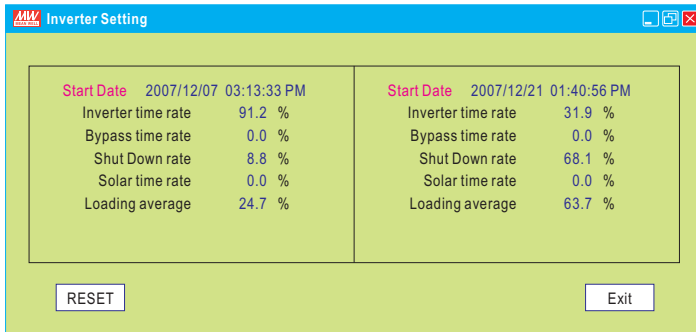 MW
MEAN WELL
Inverter Setting
Start Date 2007/12/07 03:13:33 PM
Inverter time rate 91.2 %
Bypass time rate 0.0 %
Shut Down rate 8.8 %
Solar time rate 0.0 %
Loading average 24.7 %
Start Date 2007/12/21 01:40:56 PM
Inverter time rate 31.9 %
Bypass time rate 0.0 %
Shut Down rate 68.1 %
Solar time rate 0.0 %
Loading average 63.7 %
RESET
Exit